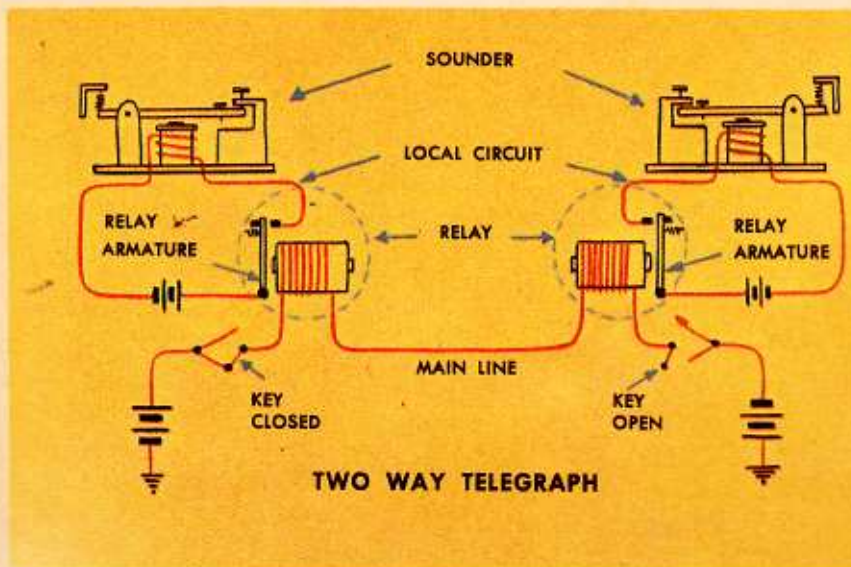 SOUNDER
LOCAL CIRCUIT
RELAY
ARMATURE
RELAY
RELAY
ARMATURE
MAIN LINE
KEY
CLOSED
KEY
OPEN
TWO WAY TELEGRAPH